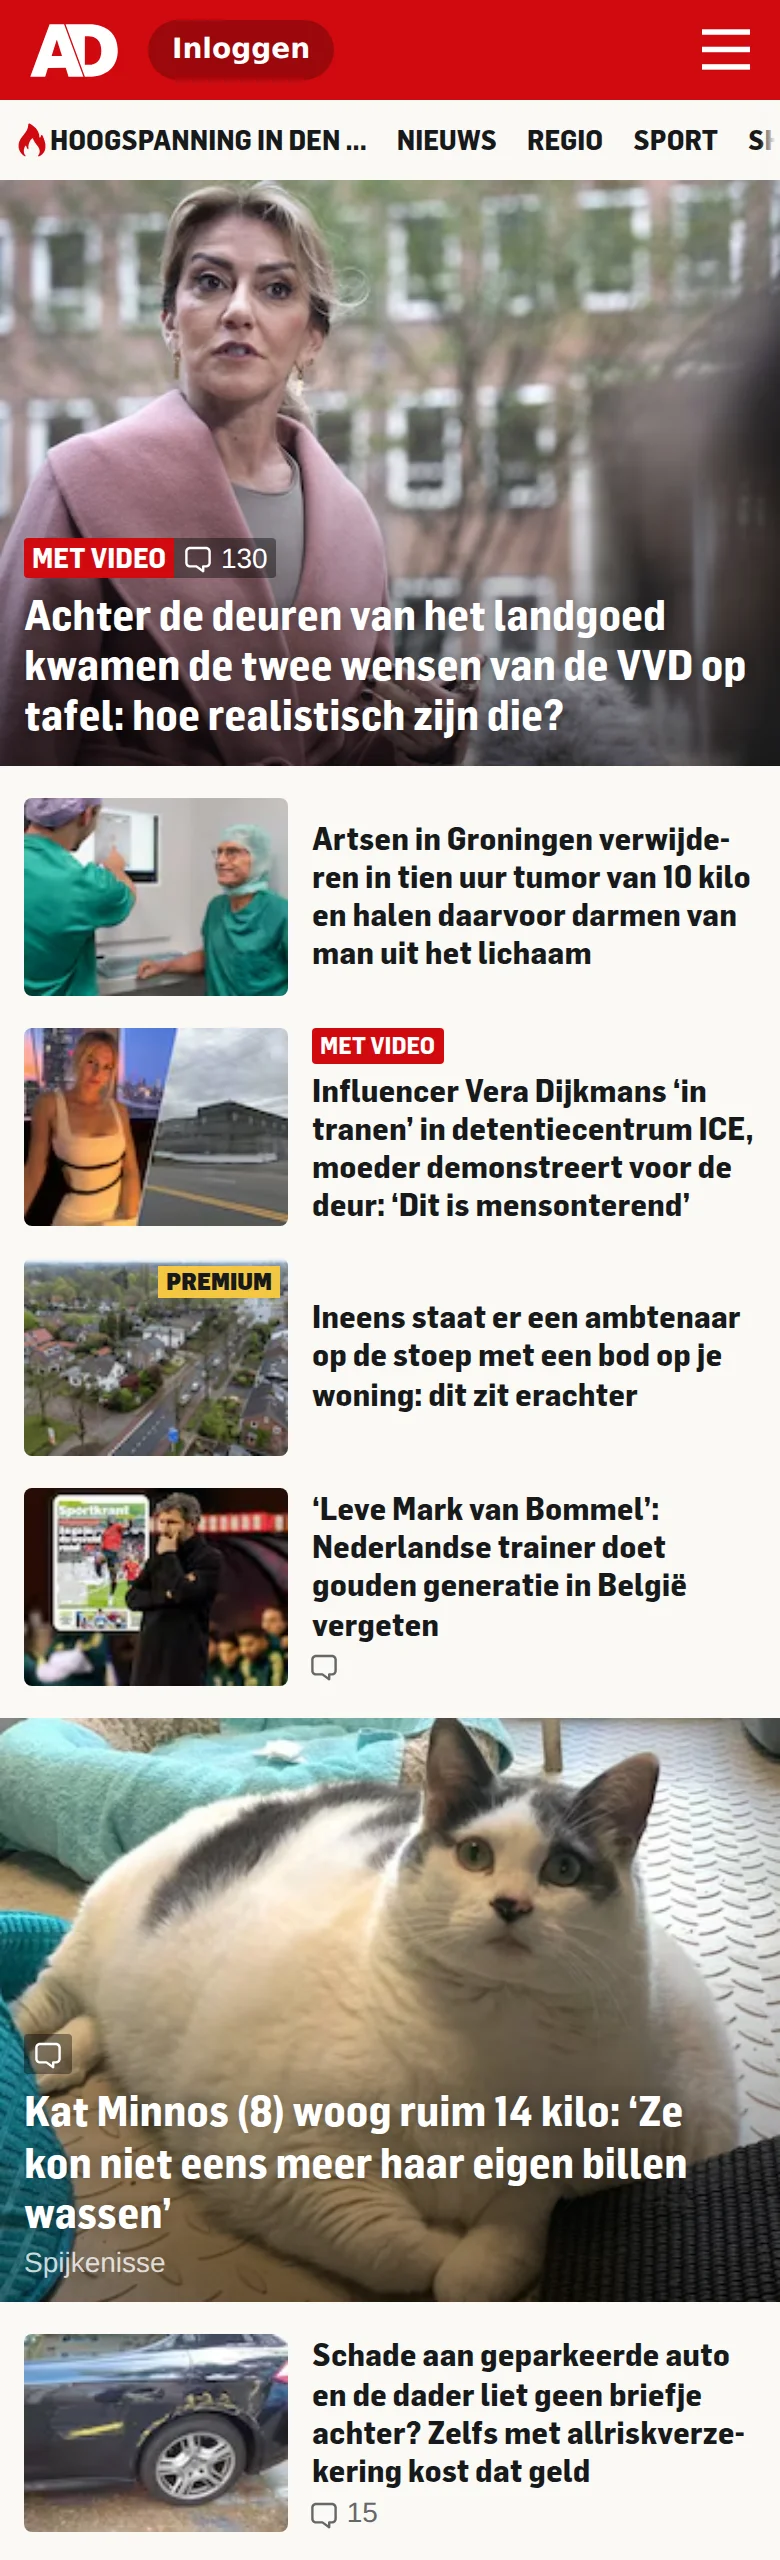 AD
Inloggen
HOOGSPANNING IN DEN ...
NIEUWS
REGIO
SPORT
MET VIDEO
130
Achter de deuren van het landgoed
kwamen de twee wensen van de VVD op
tafel: hoe realistisch zijn die?
Artsen in Groningen verwijde-
ren in tien uur tumor van 10 kilo
en halen daarvoor darmen van
man uit het lichaam
MET VIDEO
Influencer Vera Dijkmans ‘in
tranen’ in detentiecentrum ICE,
moeder demonstreert voor de
deur: ‘Dit is mensonterend’
PREMIUM
Ineens staat er een ambtenaar
op de stoep met een bod op je
woning: dit zit erachter
Sportkrant
‘Leve Mark van Bommel’:
Nederlandse trainer doet
gouden generatie in België
vergeten
Kat Minnos (8) woog ruim 14 kilo: ‘Ze
kon niet eens meer haar eigen billen
wassen’
Spijkenisse
Schade aan geparkeerde auto
en de dader liet geen briefje
achter? Zelfs met allriskverze-
kering kost dat geld
15